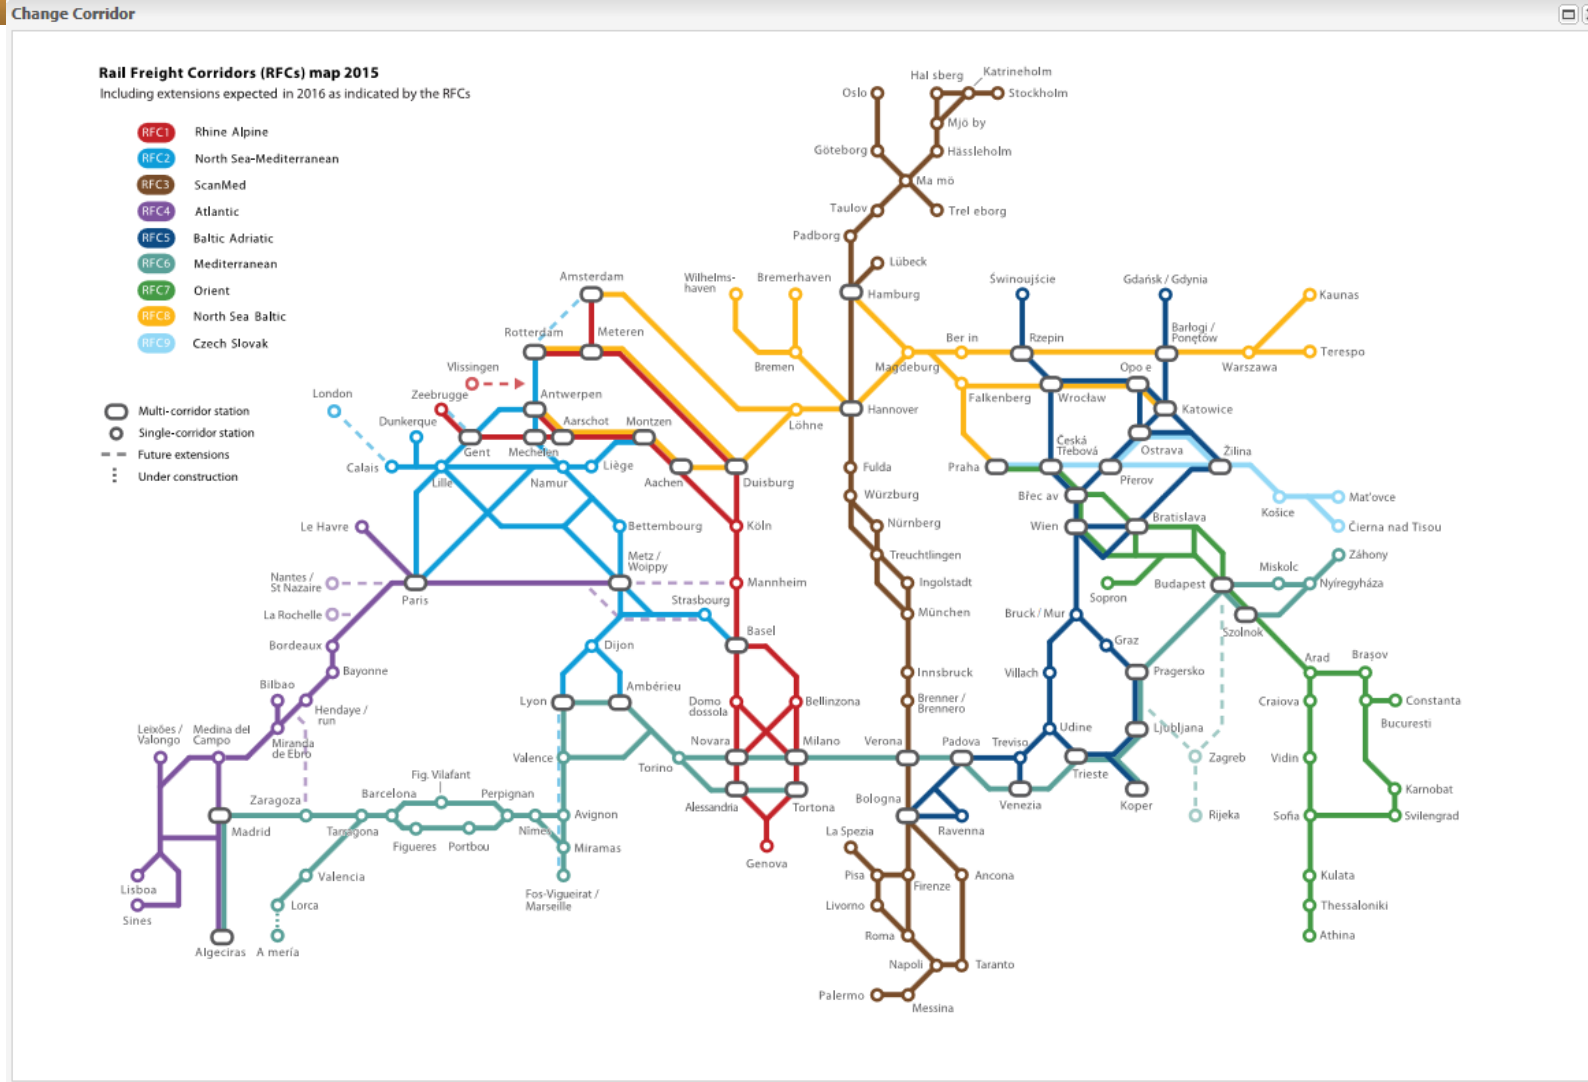 Change Corridor
Rail Freight Corridors (RFCs) map 2015
Including extensions expected in 2016 as indicated by the RFCs
RFC1 Rhine Alpine
RFC2 North Sea-Mediterranean
RFC3 ScanMed
RFC4 Atlantic
RFC5 Baltic Adriatic
RFC6 Mediterranean
RFC7 Orient
RFC8 North Sea Baltic
RFC9 Czech Slovak
Multi-corridor station
Single-corridor station
Future extensions
Under construction
Oslo
Hal sberg
Katrineholm
Stockholm
Mjö by
Göteborg
Hässleholm
Ma mö
Taulov
Trel eborg
Padborg
Lübeck
Hamburg
Amsterdam
Wilhelms-
haven
Bremerhaven
Świnoujście
Gdańsk / Gdynia
Kaunas
Rotterdam
Meteren
Bremen
Magdeburg
Ber in
Rzepin
Barłogi /
Ponętów
Warszawa
Terespo
Vlissingen
Zeebrugge
London
Dunkerque
Antwerpen
Aarschot
Montzen
Löhne
Hannover
Falkenberg
Wrocław
Opo e
Katowice
Calais
Gent
Mechelen
Lille
Namur
Liège
Aachen
Duisburg
Fulda
Praha
Česká
Třebová
Ostrava
Přerov
Žilina
Würzburg
Břec av
Košice
Mat'ovce
Čierna nad Tisou
Le Havre
Bettembourg
Köln
Nürnberg
Wien
Bratislava
Treuchtlingen
Záhony
Nantes /
St Nazaire
Paris
Metz /
Woippy
Mannheim
Ingolstadt
Sopron
Budapest
Miskolc
Nyíregyháza
La Rochelle
Strasbourg
München
Bruck / Mur
Szolnok
Bordeaux
Dijon
Basel
Graz
Arad
Brașov
Bayonne
Innsbruck
Villach
Pragersko
Bilbao
Hendaye /
Irun
Lyon
Ambérieu
Domo
dossola
Bellinzona
Brenner /
Brennero
Craiova
Constanta
Bucuresti
Leixões /
Valongo
Medina del
Campo
Miranda
de Ebro
Novara
Milano
Verona
Padova
Treviso
Udine
Ljubljana
Valence
Torino
Trieste
Zagreb
Vidin
Fig. Vilafant
Zaragoza
Barcelona
Perpignan
Alessandria
Tortona
Bologna
Venezia
Koper
Karnobat
Madrid
Tarragona
Figueres
Portbou
Nîmes
Avignon
La Spezia
Ravenna
Rijeka
Sofia
Svilengrad
Miramas
Genova
Lisboa
Valencia
Pisa
Firenze
Ancona
Kulata
Fos-Vigueirat /
Marseille
Sines
Lorca
Livorno
Thessaloniki
Roma
Athina
Algeciras
A mería
Napoli
Taranto
Palermo
Messina